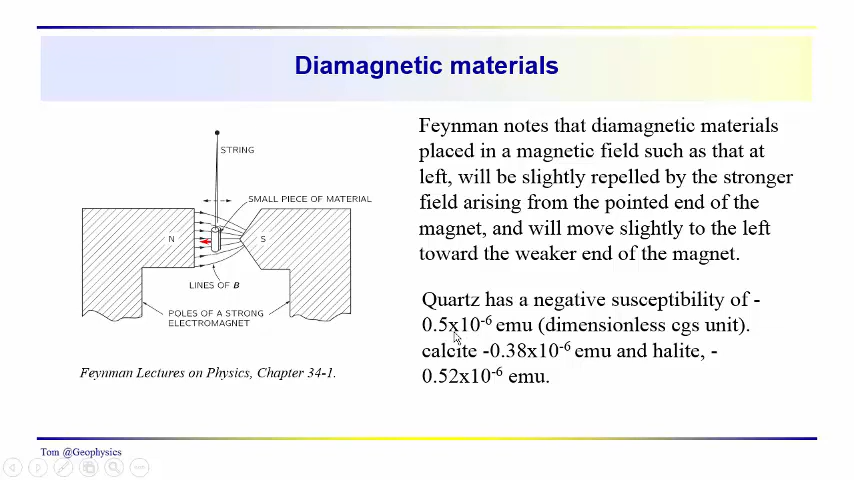 Diamagnetic materials
STRING
SMALL PIECE OF MATERIAL
N
S
LINES OF B
POLES OF A STRONG
ELECTROMAGNET
Feynman Lectures on Physics, Chapter 34-1.
Feynman notes that diamagnetic materials
placed in a magnetic field such as that at
left, will be slightly repelled by the stronger
field arising from the pointed end of the
magnet, and will move slightly to the left
toward the weaker end of the magnet.
Quartz has a negative susceptibility of -
0.5x10⁻⁶ emu (dimensionless cgs unit).
calcite -0.38x10⁻⁶ emu and halite, -
0.52x10⁻⁶ emu.
Tom @Geophysics